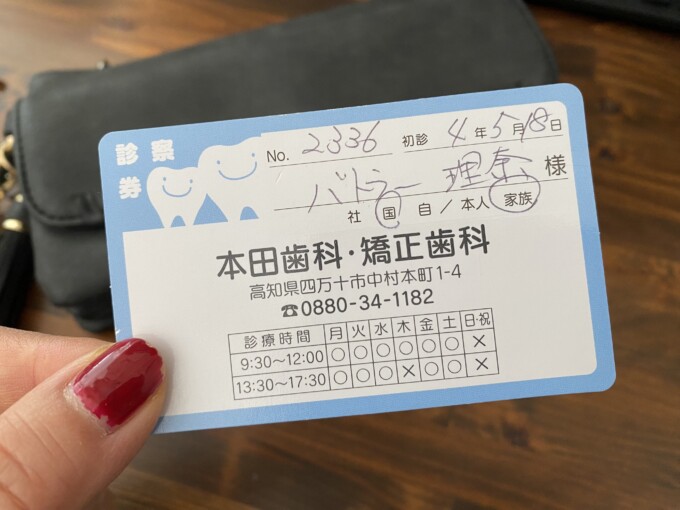 診察券
No. 2336 初診 4年5月18日
バトラー 理奈 様
社 国 自 / 本人 家族
本田歯科・矯正歯科
高知県四万十市中村本町1-4
☎0880-34-1182
診療時間 月 火 水 木 金 土 日・祝
9:30〜12:00 ○ ○ ○ ○ ○ ○ ×
13:30〜17:30 ○ ○ ○ × ○ ○ ×